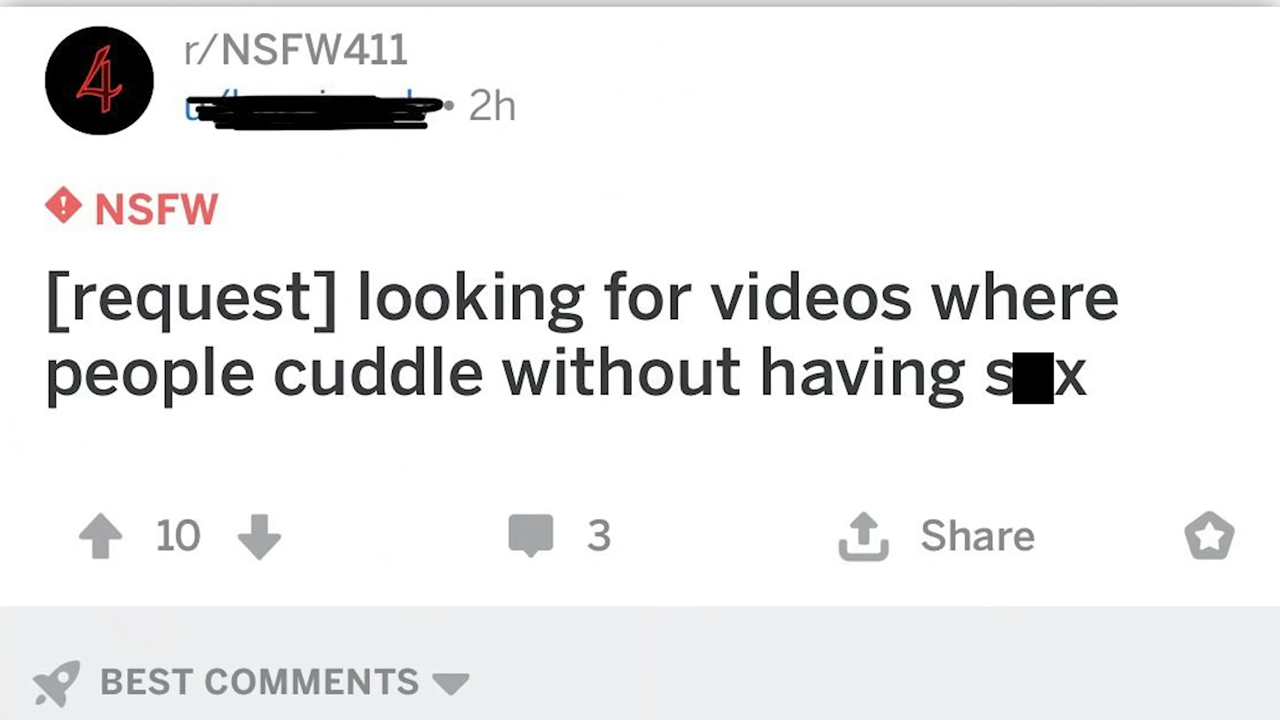 4
r/NSFW411
• 2h
NSFW
[request] looking for videos where
people cuddle without having s█x
10
3
Share
BEST COMMENTS